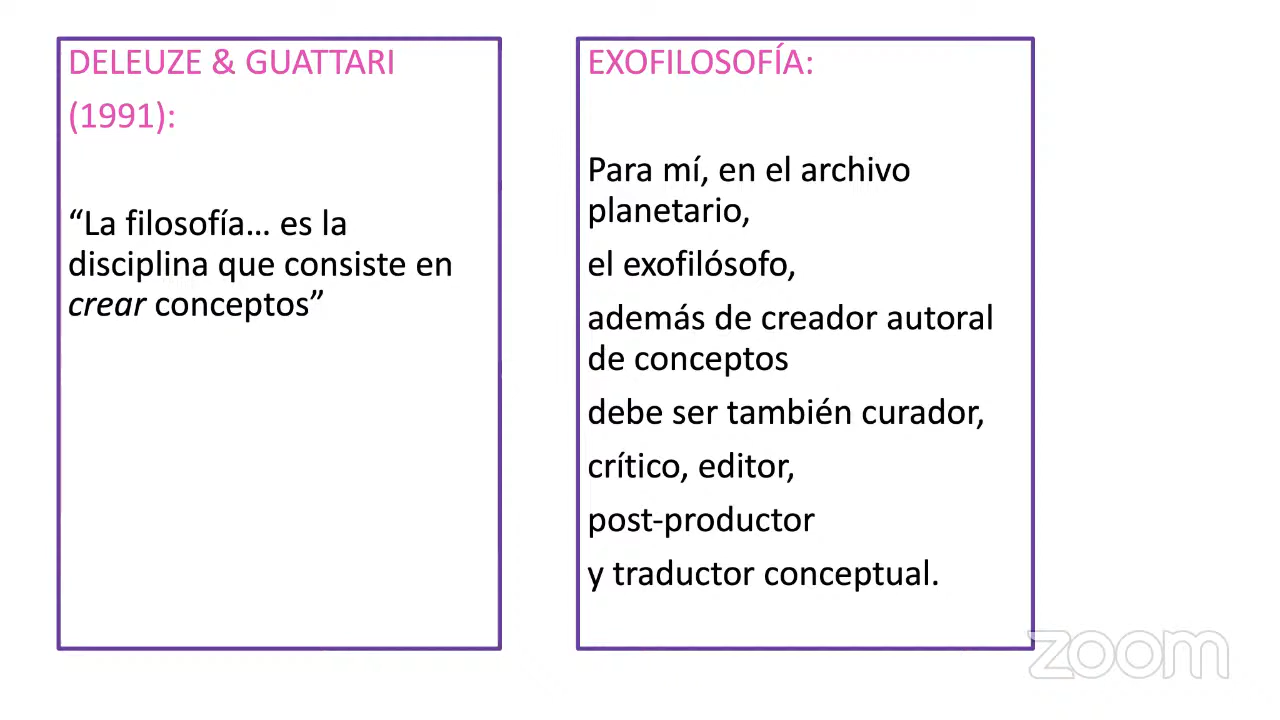 DELEUZE & GUATTARI
(1991):
“La filosofía... es la
disciplina que consiste en
crear conceptos”
EXOFILOSOFÍA:
Para mí, en el archivo
planetario,
el exofilósofo,
además de creador autoral
de conceptos
debe ser también curador,
crítico, editor,
post-productor
y traductor conceptual.
zoom